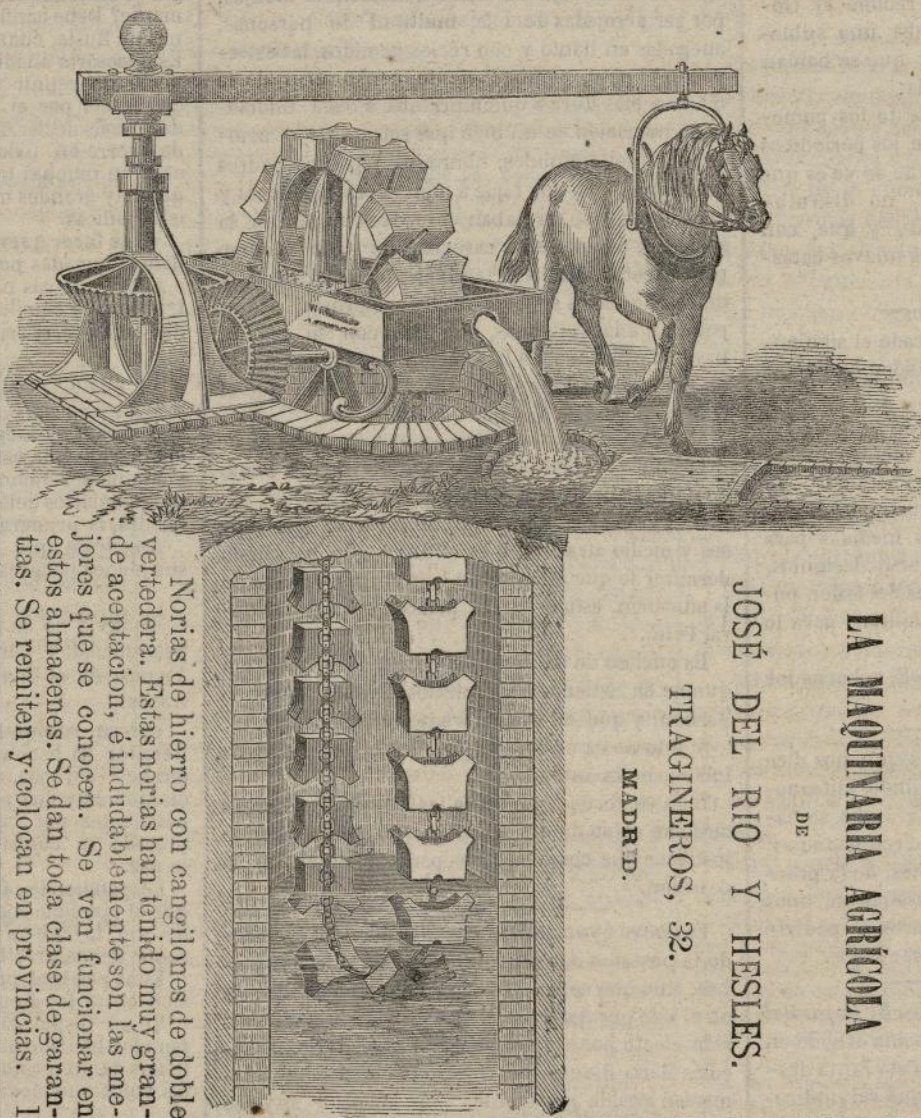 LA MAQUINARIA AGRÍCOLA
DE
JOSÉ DEL RIO Y HESLES.
TRAGINEROS, 32.
MADRID.
Norias de hierro con cangilones de doble
vertedera. Estas norias han tenido muy gran-
de aceptacion, é indudablemente son las me-
jores que se conocen. Se ven funcionar en
estos almacenes. Se dan toda clase de garan-
tías. Se remiten y colocan en provincias. 1